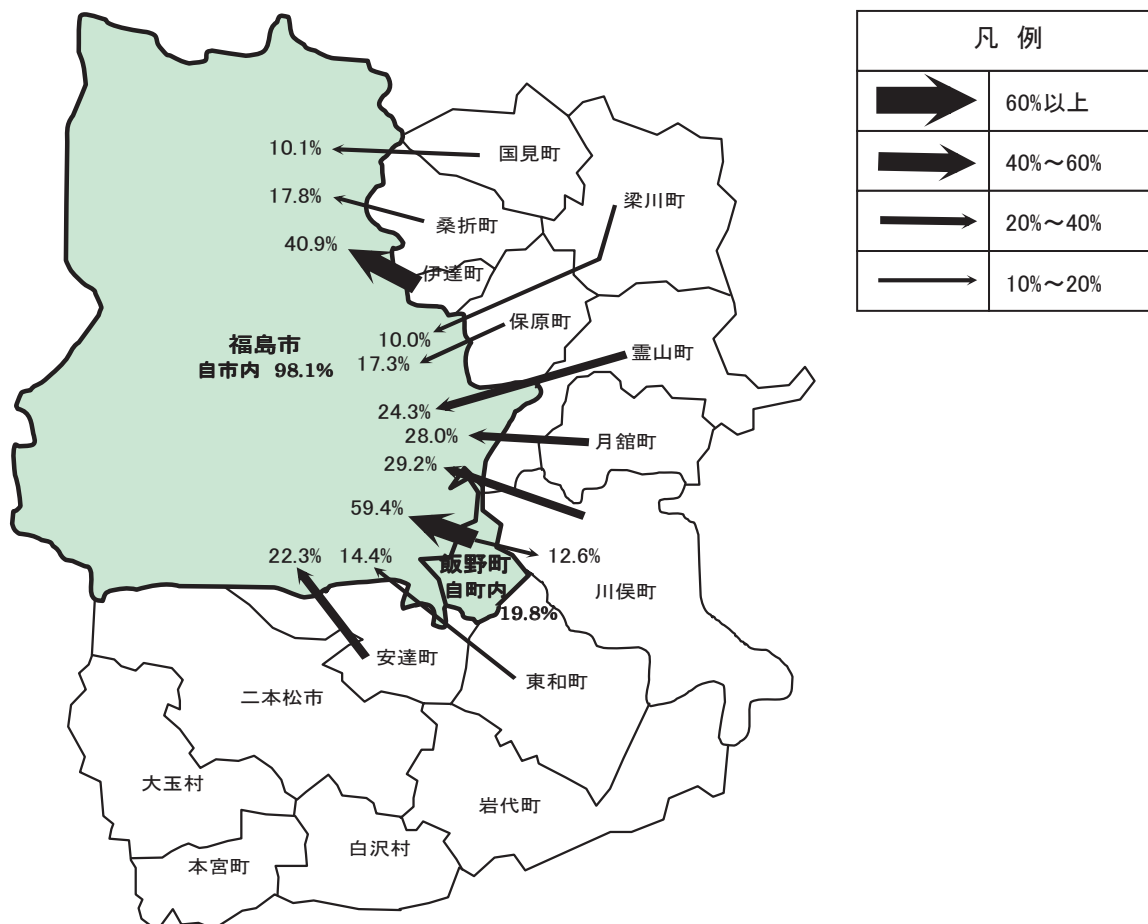 凡 例
60%以上
40%～60%
20%～40%
10%～20%
10.1%
国見町
17.8%
桑折町
梁川町
40.9%
伊達町
10.0%
保原町
17.3%
福島市
自市内 98.1%
霊山町
24.3%
28.0%
月舘町
29.2%
59.4%
22.3%
14.4%
飯野町
自町内
19.8%
12.6%
川俣町
安達町
東和町
二本松市
大玉村
岩代町
白沢村
本宮町